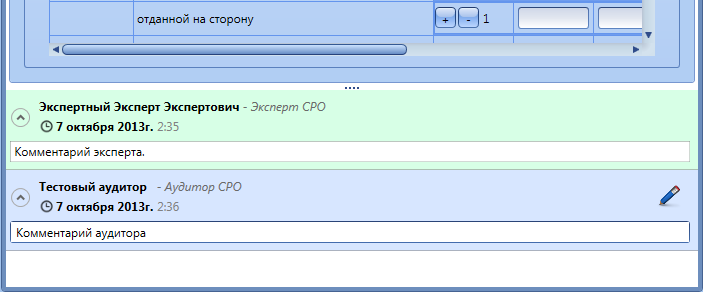 отданной на сторону
+ - 1
Экспертный Эксперт Экспертович - Эксперт СРО
7 октября 2013г. 2:35
Комментарий эксперта.
Тестовый аудитор - Аудитор СРО
7 октября 2013г. 2:36
Комментарий аудитора